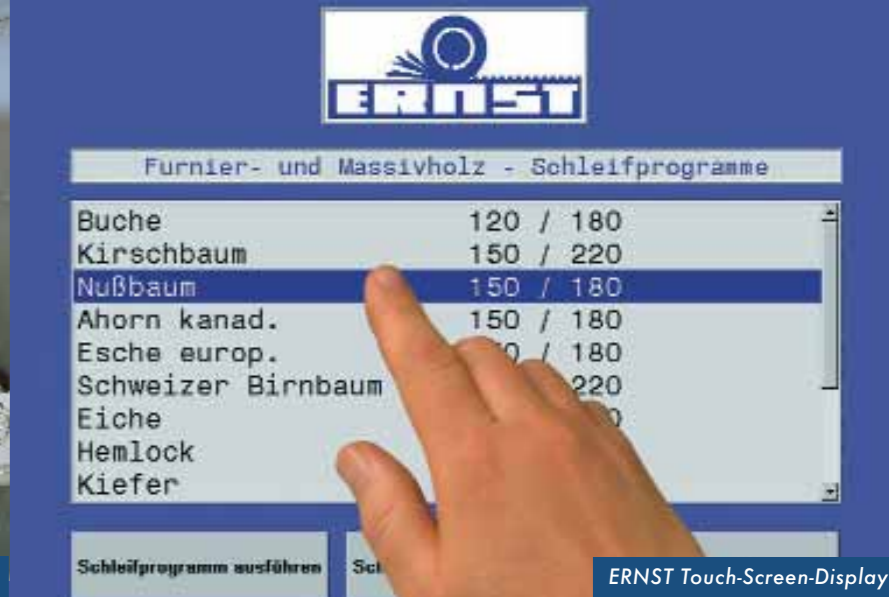 ERNST
Furnier- und Massivholz - Schleifprogramme
Buche 120 / 180
Kirschbaum 150 / 220
Nußbaum 150 / 180
Ahorn kanad. 150 / 180
Esche europ. / 180
Schweizer Birnbaum 220
Eiche
Hemlock
Kiefer
Schleifprogramm ausführen
ERNST Touch-Screen-Display